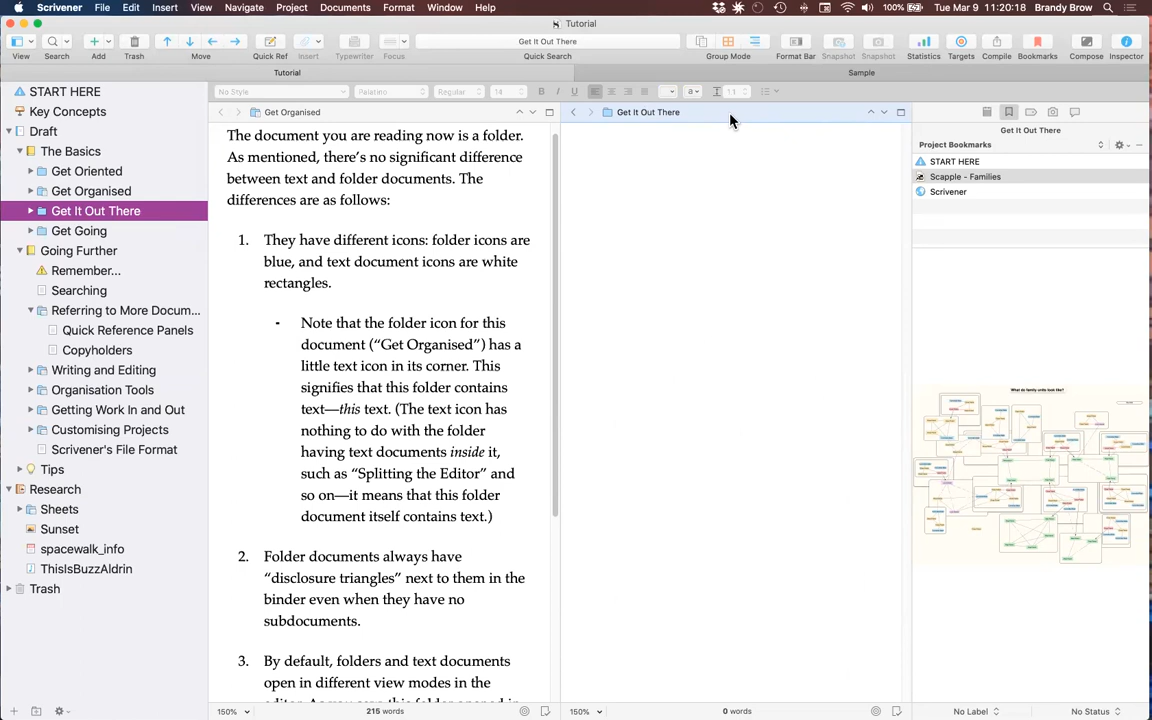 Scrivener File Edit Insert View Navigate Project Documents Format Window Help 100% Tue Mar 9 11:20:18 Brandy Brow
Tutorial
Get It Out There
View Search Add Trash Move Quick Ref Insert Typewriter Focus Quick Search Group Mode Format Bar Snapshot Snapshot Statistics Targets Compile Bookmarks Compose Inspector
Tutorial Sample
START HERE
Key Concepts
Draft
The Basics
Get Oriented
Get Organised
Get It Out There
Get Going
Going Further
Remember...
Searching
Referring to More Docum...
Quick Reference Panels
Copyholders
Writing and Editing
Organisation Tools
Getting Work In and Out
Customising Projects
Scrivener's File Format
Tips
Research
Sheets
Sunset
spacewalk_info
ThisIsBuzzAldrin
Trash
No Style Palatino Regular 14 B I U a 1.1
Get Organised
The document you are reading now is a folder.
As mentioned, there's no significant difference
between text and folder documents. The
differences are as follows:
1. They have different icons: folder icons are
blue, and text document icons are white
rectangles.
- Note that the folder icon for this
document (“Get Organised”) has a
little text icon in its corner. This
signifies that this folder contains
text—this text. (The text icon has
nothing to do with the folder
having text documents inside it,
such as “Splitting the Editor” and
so on—it means that this folder
document itself contains text.)
2. Folder documents always have
“disclosure triangles” next to them in the
binder even when they have no
subdocuments.
3. By default, folders and text documents
open in different view modes in the
150% 215 words
Get It Out There
150% 0 words
Get It Out There
Project Bookmarks
START HERE
Scapple - Families
Scrivener
What do family units look like?
No Label No Status